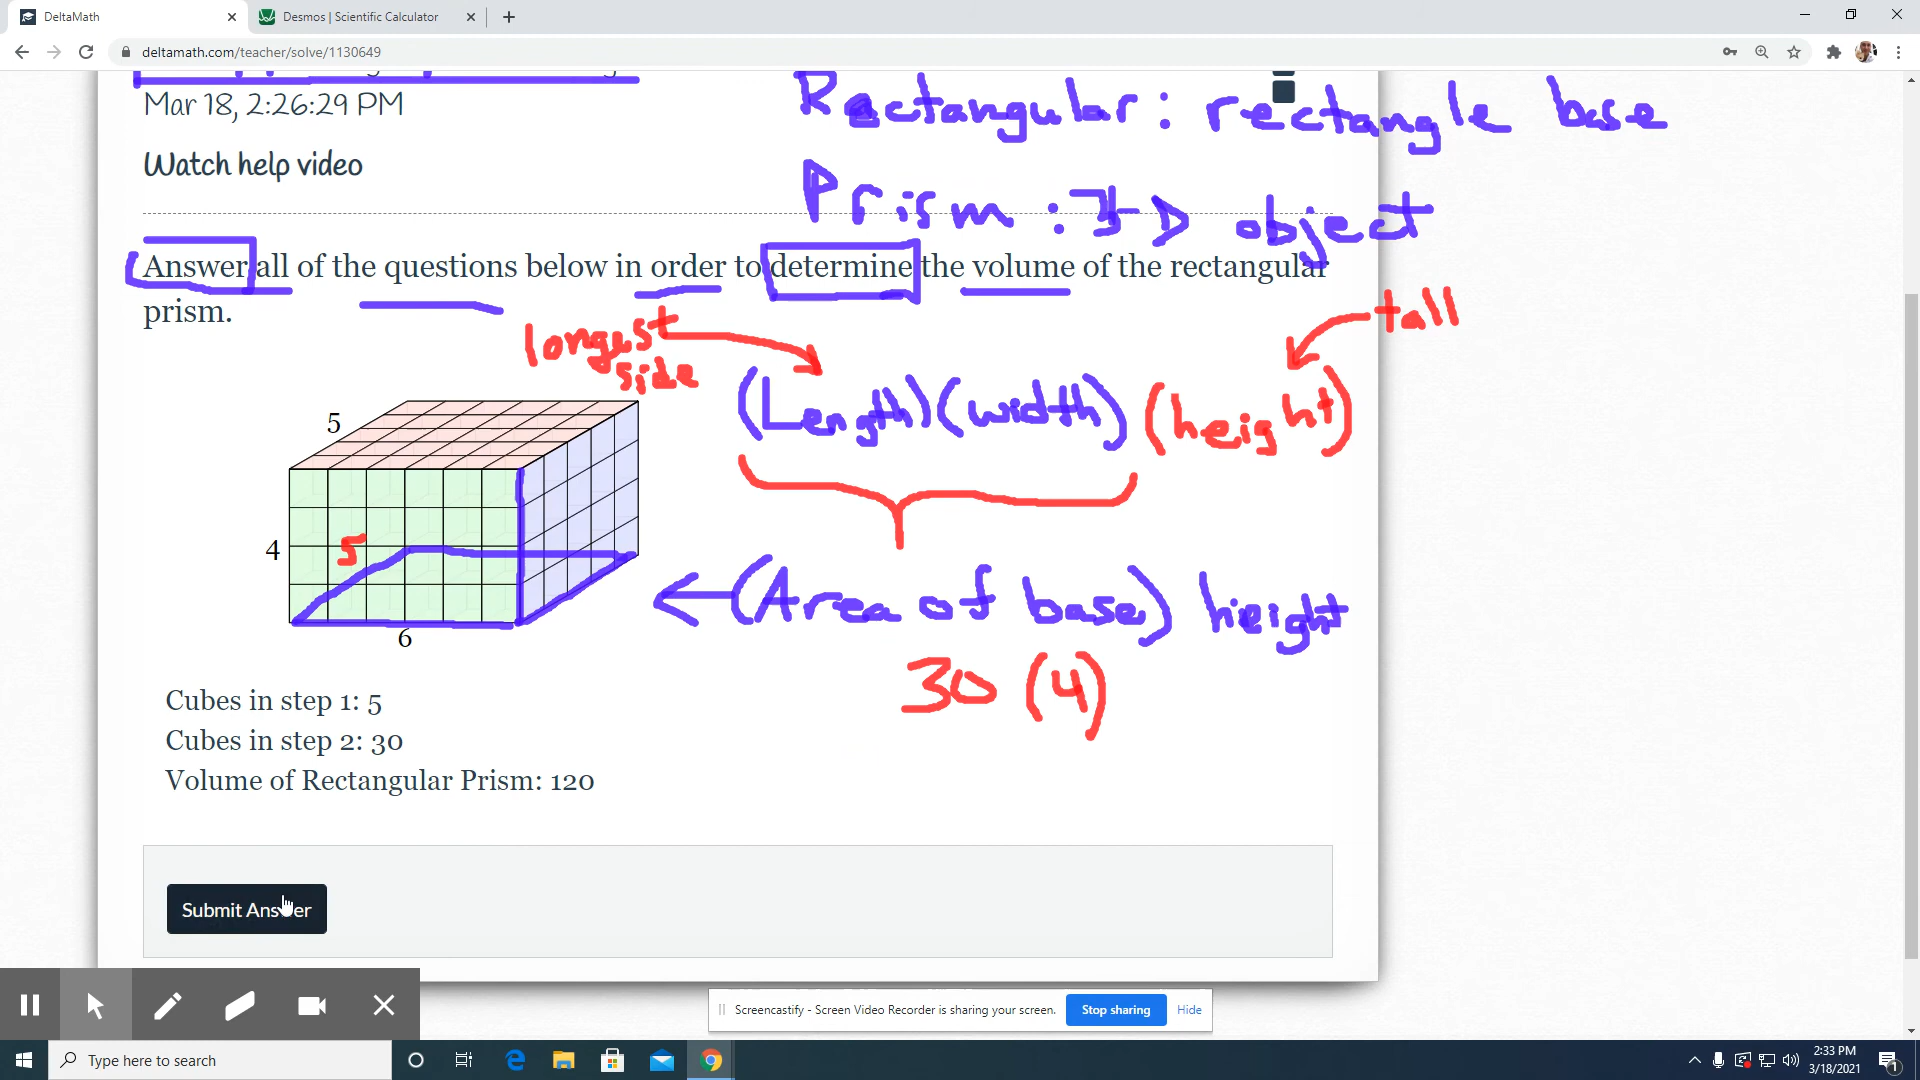 DeltaMath
Desmos | Scientific Calculator
deltamath.com/teacher/solve/1130649
Rectangular : rectangle base
Mar 18, 2:26:29 PM
Watch help video
Prism : 3-D object
Answer all of the questions below in order to determine the volume of the rectangular
prism.
longest
side
tall
(Length)(width)(height)
5
4
5
6
(Area of base) height
30 (4)
Cubes in step 1: 5
Cubes in step 2: 30
Volume of Rectangular Prism: 120
Submit Answer
Screencastify - Screen Video Recorder is sharing your screen.
Stop sharing
Hide
Type here to search
2:33 PM
3/18/2021
1